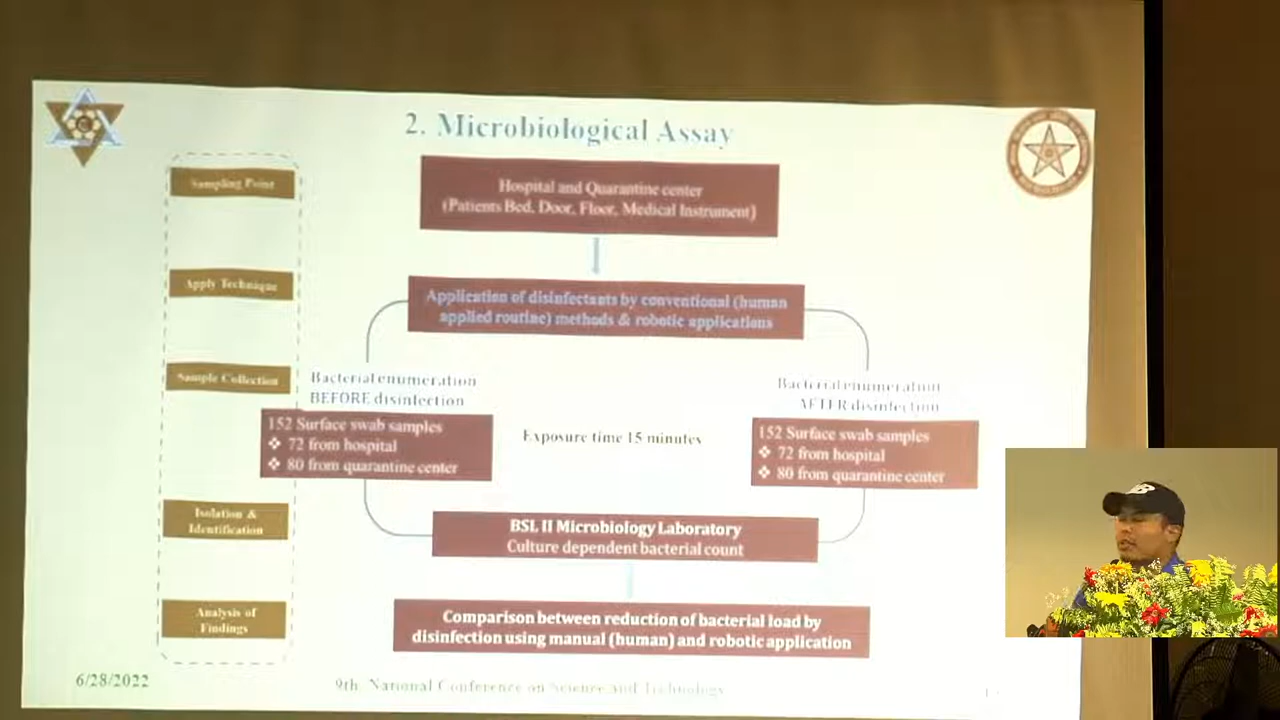 2. Microbiological Assay
Sampling Point
Hospital and Quarantine center
(Patients Bed, Door, Floor, Medical Instrument)
Apply Technique
Application of disinfectants by conventional (human
applied routine) methods & robotic applications
Sample Collection
Bacterial enumeration
BEFORE disinfection
152 Surface swab samples
❖ 72 from hospital
❖ 80 from quarantine center
Exposure time 15 minutes
Bacterial enumeration
AFTER disinfection
152 Surface swab samples
❖ 72 from hospital
❖ 80 from quarantine center
Isolation &
Identification
BSL II Microbiology Laboratory
Culture dependent bacterial count
Analysis of
Findings
Comparison between reduction of bacterial load by
disinfection using manual (human) and robotic application
6/28/2022
9th National Conference on Science and Technology
NB